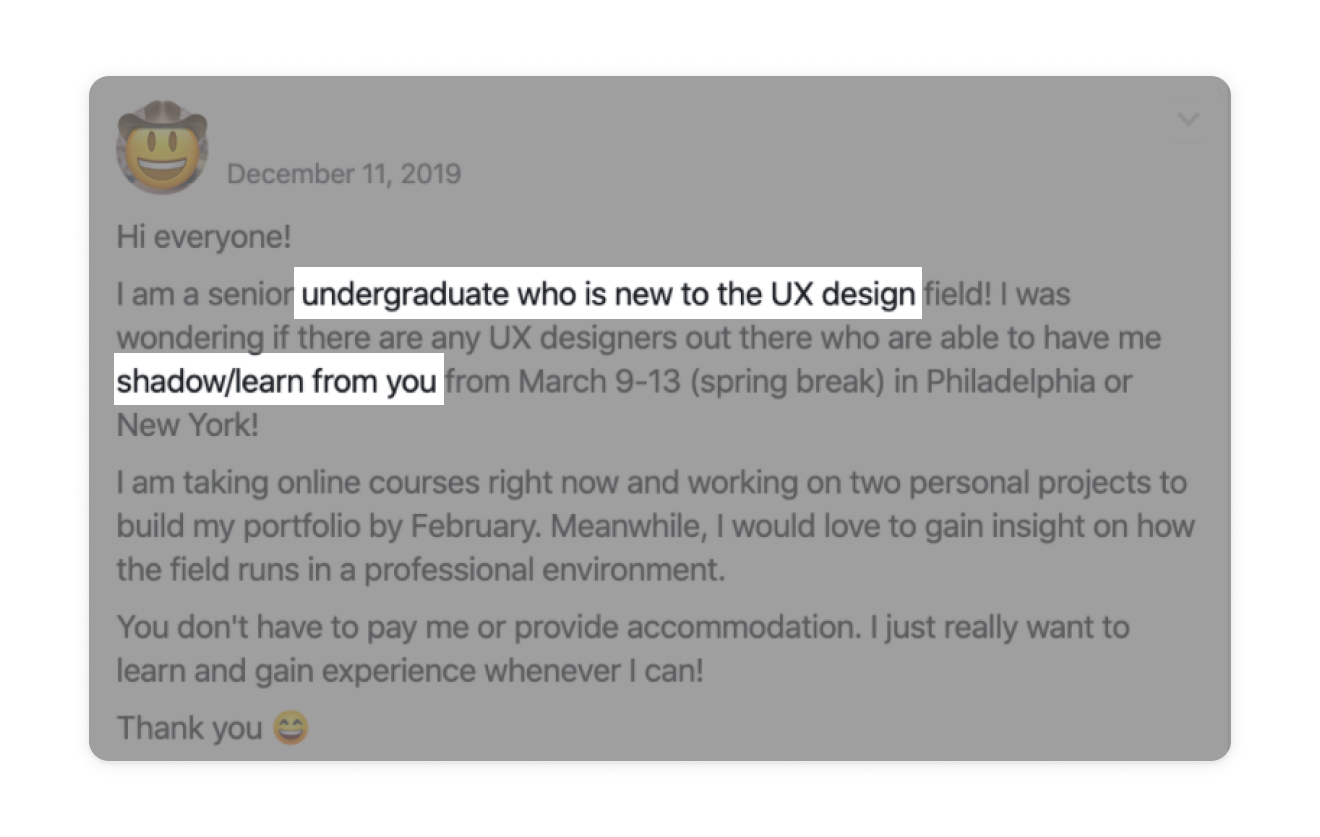 December 11, 2019
Hi everyone!
I am a senior undergraduate who is new to the UX design field! I was
wondering if there are any UX designers out there who are able to have me
shadow/learn from you from March 9-13 (spring break) in Philadelphia or
New York!
I am taking online courses right now and working on two personal projects to
build my portfolio by February. Meanwhile, I would love to gain insight on how
the field runs in a professional environment.
You don't have to pay me or provide accommodation. I just really want to
learn and gain experience whenever I can!
Thank you 😄